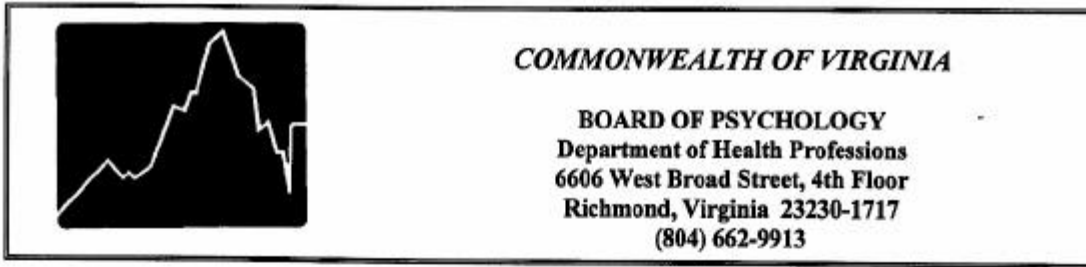 COMMONWEALTH OF VIRGINIA
BOARD OF PSYCHOLOGY
Department of Health Professions
6606 West Broad Street, 4th Floor
Richmond, Virginia 23230-1717
(804) 662-9913